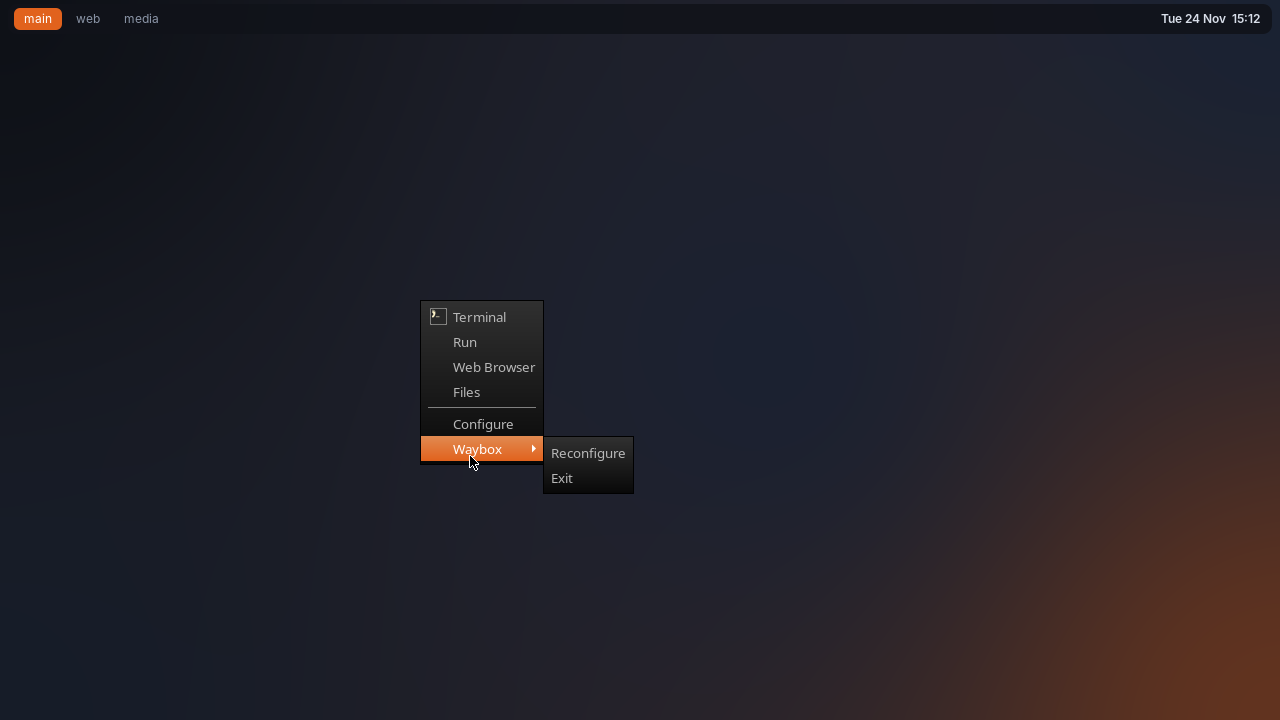 main web media Tue 24 Nov 15:12
Terminal
Run
Web Browser
Files
Configure
Waybox
Reconfigure
Exit